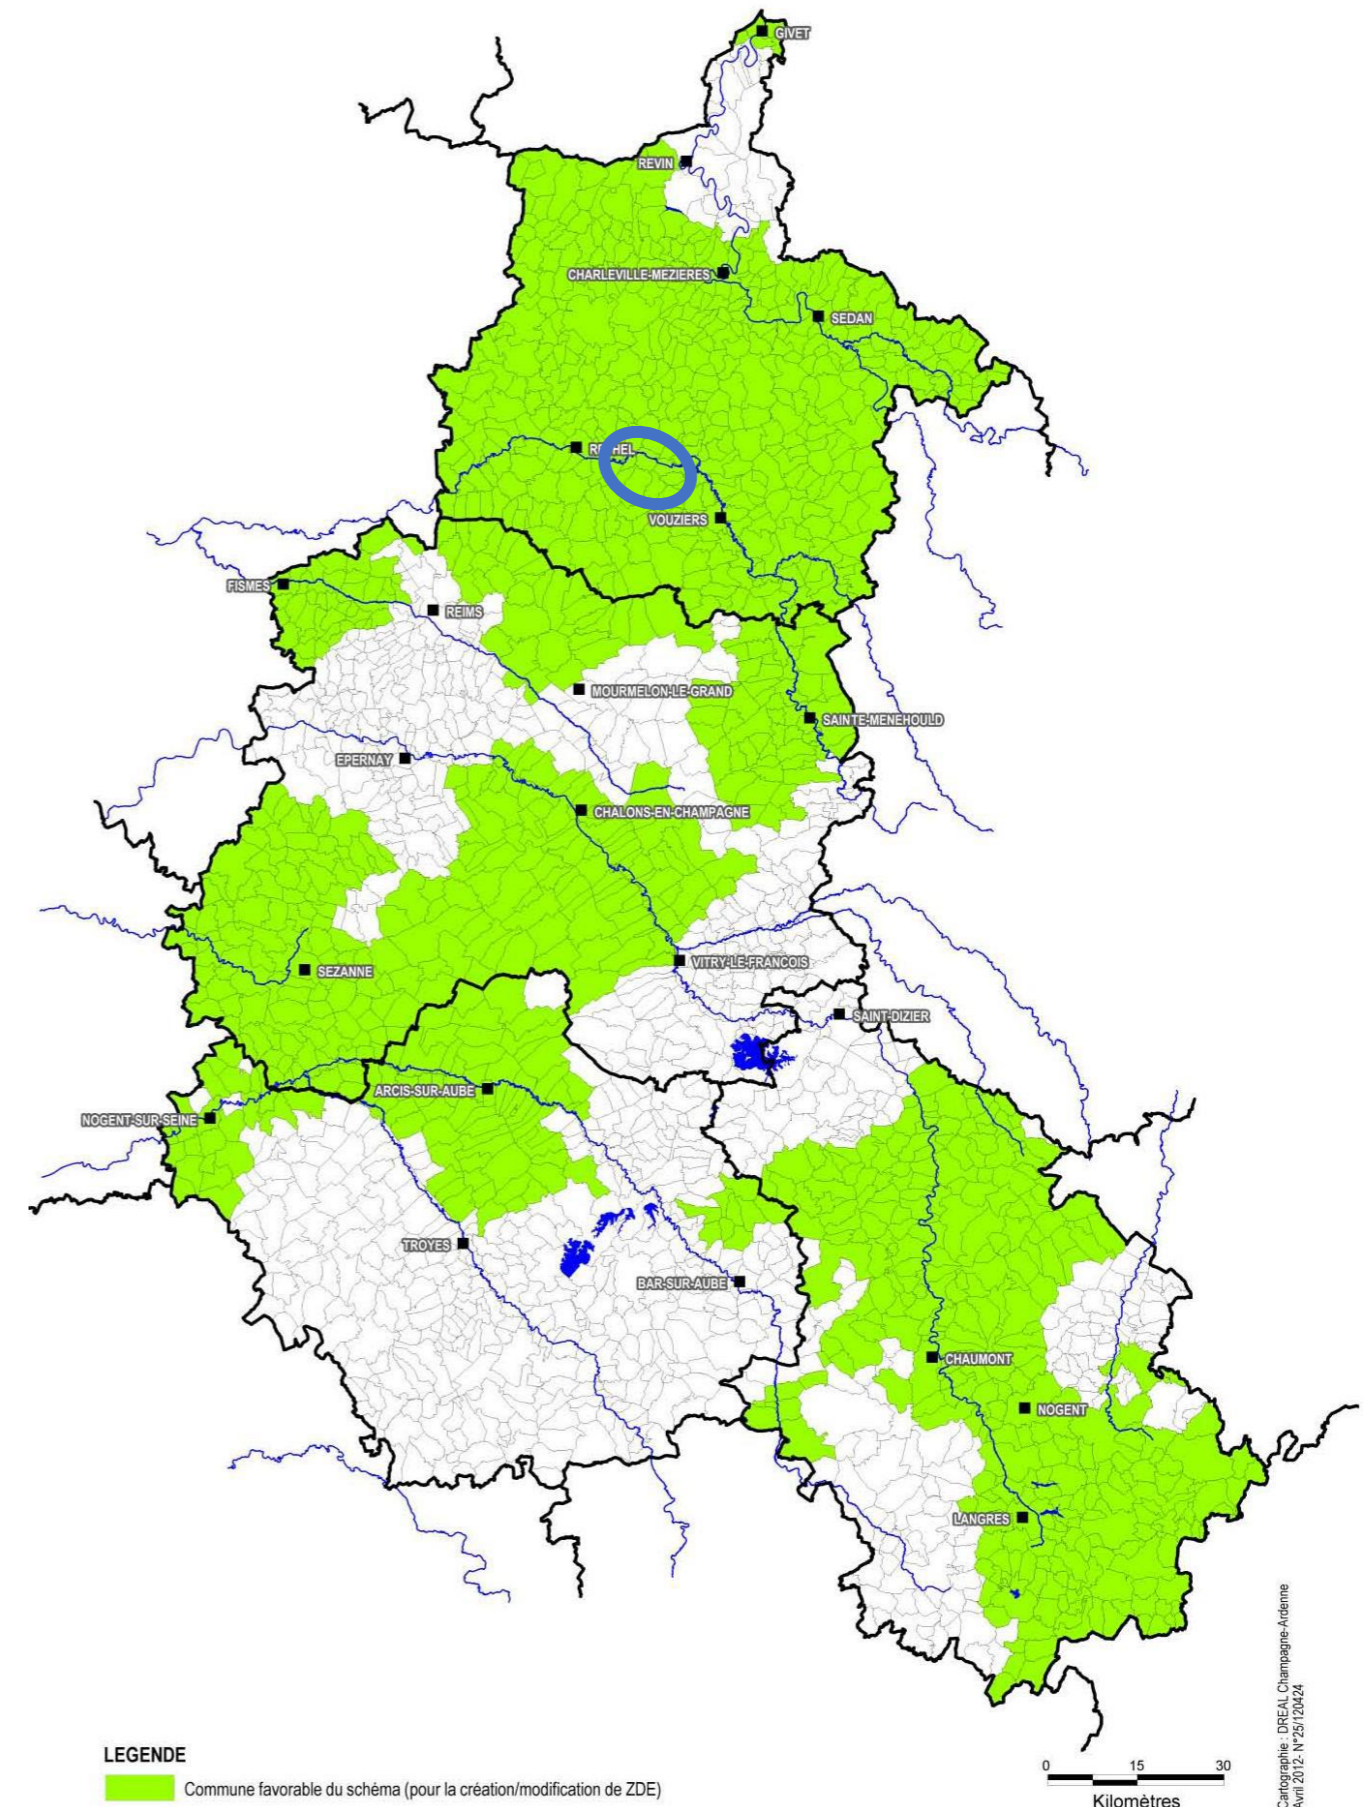 GIVET
REVIN
CHARLEVILLE-MEZIERES
SEDAN
RETHEL
VOUZIERS
FISMES
REIMS
MOURMELON-LE-GRAND
SAINTE-MENEHOULD
EPERNAY
CHALONS-EN-CHAMPAGNE
VITRY-LE-FRANCOIS
SEZANNE
SAINT-DIZIER
ARCIS-SUR-AUBE
NOGENT-SUR-SEINE
TROYES
BAR-SUR-AUBE
CHAUMONT
NOGENT
LANGRES
LEGENDE
Commune favorable du schéma (pour la création/modification de ZDE)
0 15 30
Kilomètres
Cartographie : DREAL Champagne-Ardenne
Avril 2012- N°25/120424